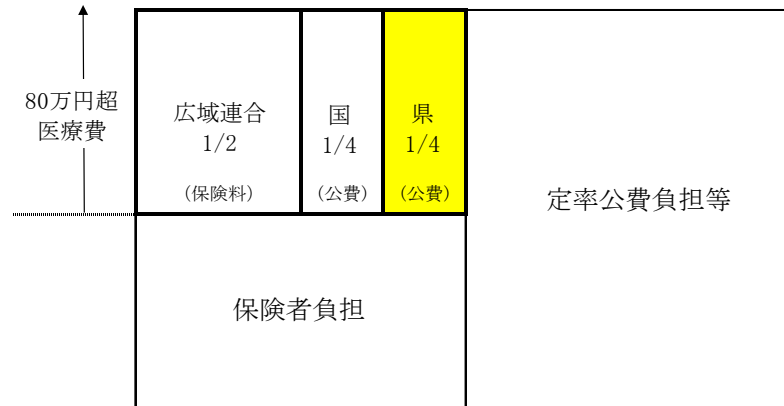 80万円超
医療費
広域連合
1/2
(保険料)
国
1/4
(公費)
県
1/4
(公費)
定率公費負担等
保険者負担